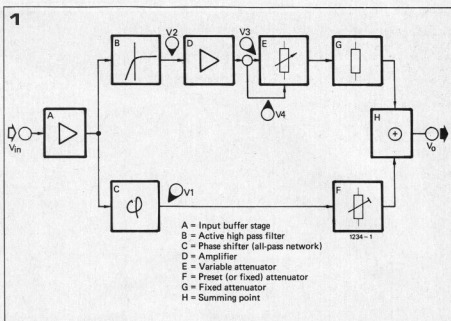 1
B
V2
D
V3
E
G
V4
A
Vin
H
Vo
C
φ
V1
F
1234-1
A = Input buffer stage
B = Active high pass filter
C = Phase shifter (all-pass network)
D = Amplifier
E = Variable attenuator
F = Preset (or fixed) attenuator
G = Fixed attenuator
H = Summing point